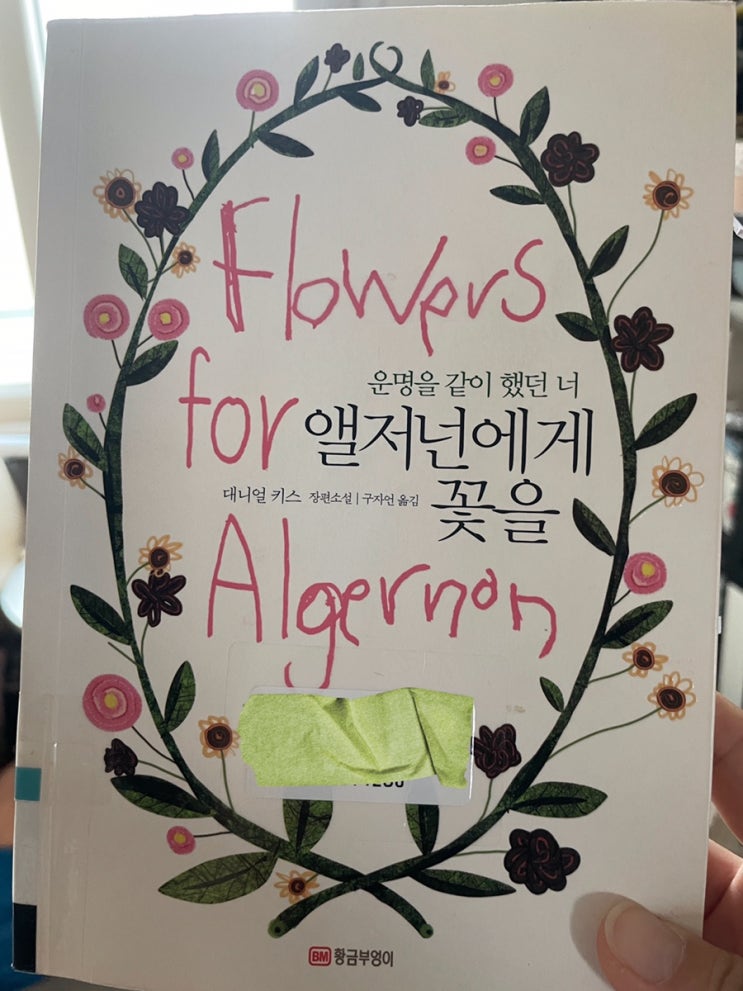 Flowers
for
운명을 같이 했던 너
앨저넌에게
꽃을
대니얼 키스 장편소설 | 구자언 옮김
Algernon
BM 황금부엉이